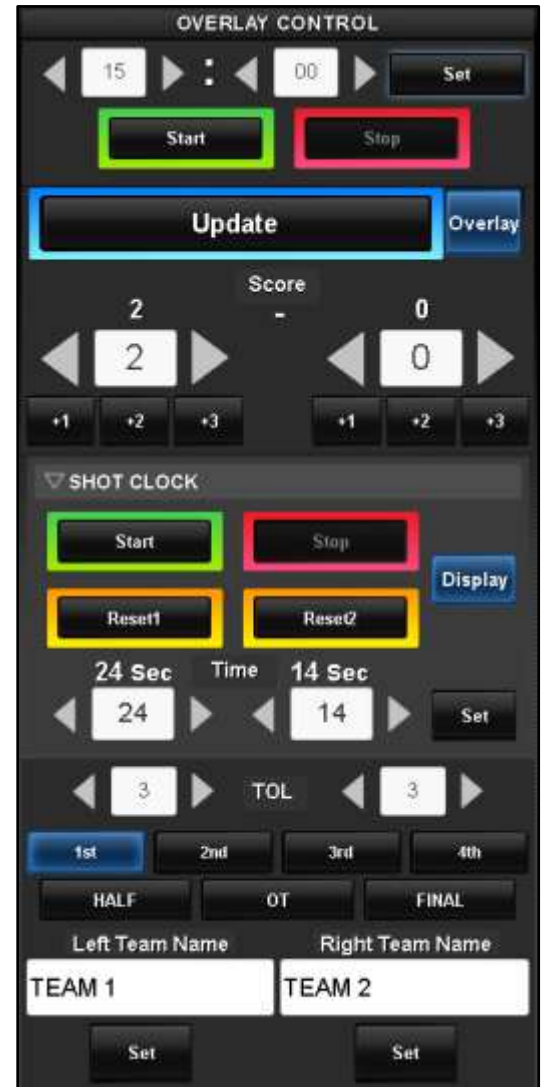 OVERLAY CONTROL
15 : 00 Set
Start Stop
Update Overlay
Score
2 - 0
2 0
+1 +2 +3 +1 +2 +3
SHOT CLOCK
Start Stop
Display
Reset1 Reset2
24 Sec Time 14 Sec
24 14 Set
3 TOL 3
1st 2nd 3rd 4th
HALF OT FINAL
Left Team Name Right Team Name
TEAM 1 TEAM 2
Set Set